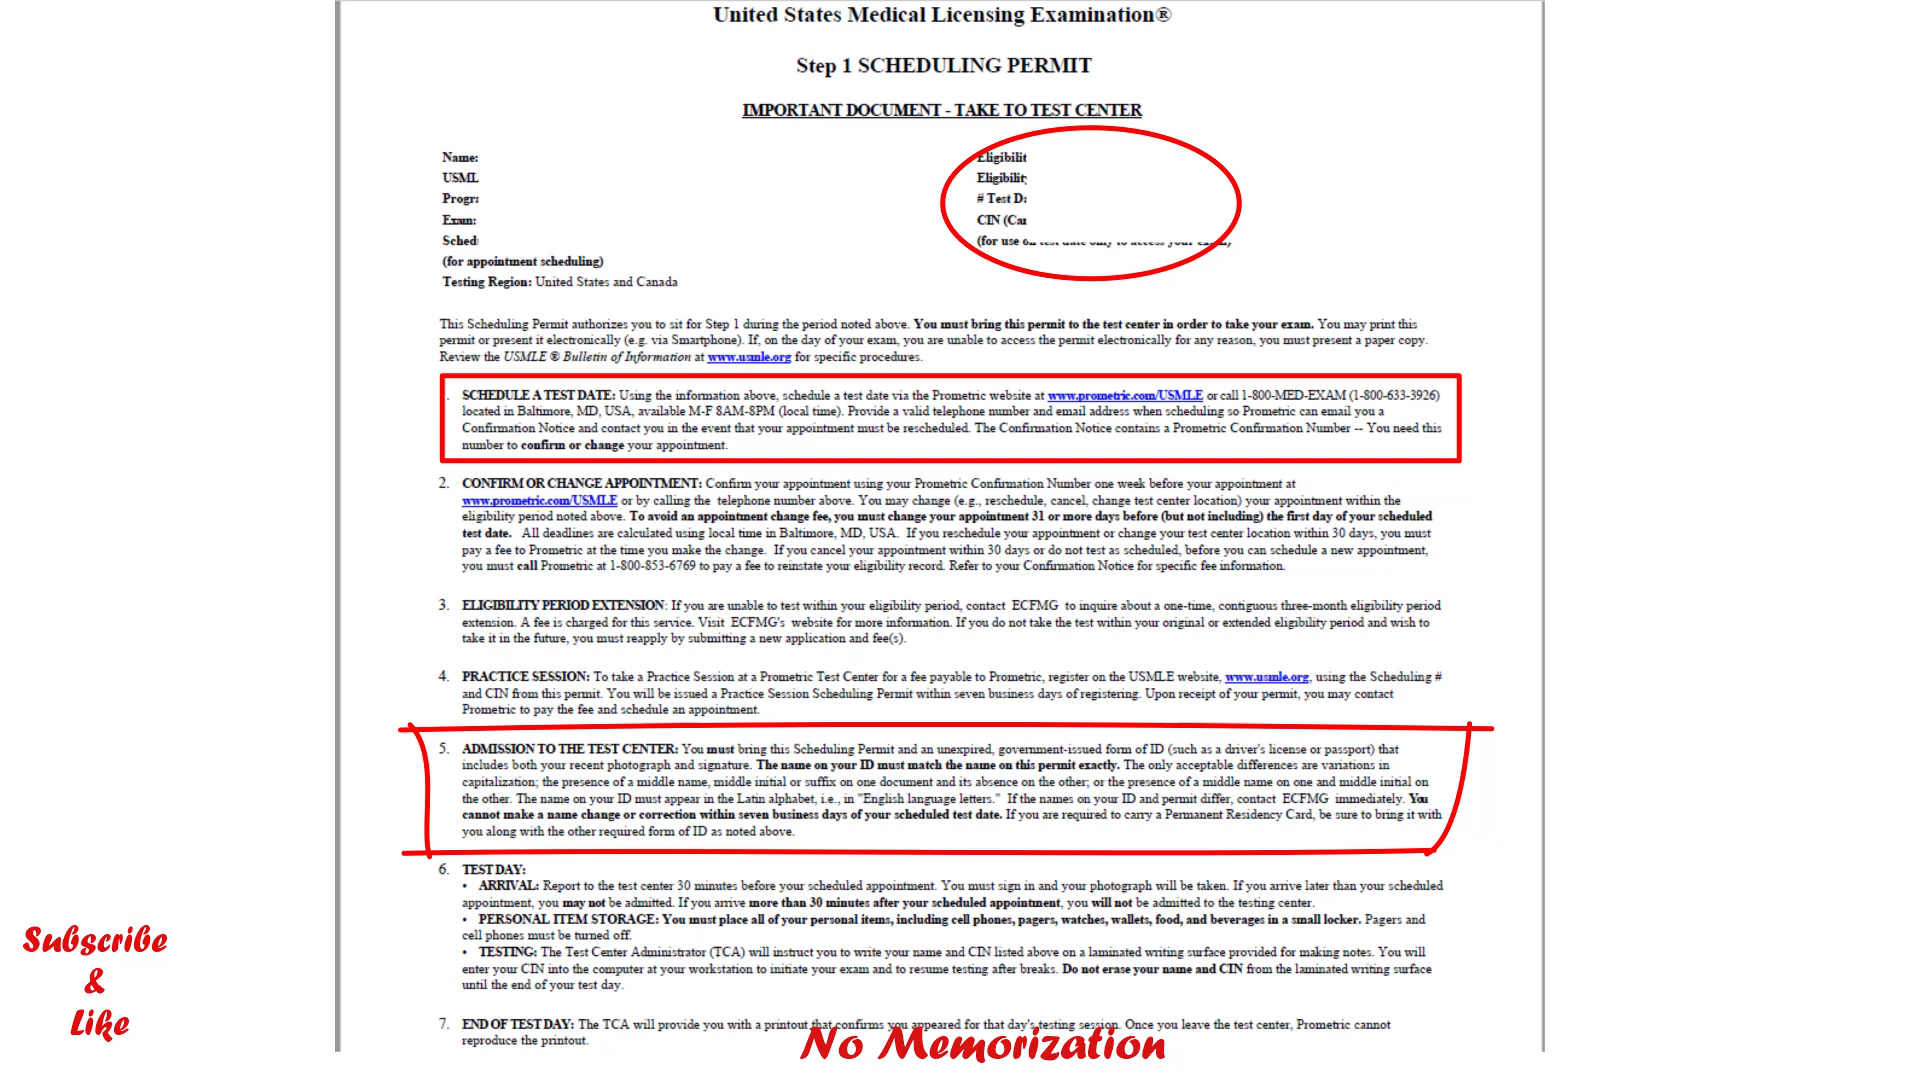 United States Medical Licensing Examination®
Step 1 SCHEDULING PERMIT
IMPORTANT DOCUMENT - TAKE TO TEST CENTER
Name:
USML
Progr
Exam:
Sched
(for appointment scheduling)
Testing Region: United States and Canada
Eligibilit
Eligibility
# Test D
CIN (Ca
(for use on test date only to access your exam)
This Scheduling Permit authorizes you to sit for Step 1 during the period noted above. You must bring this permit to the test center in order to take your exam. You may print this
permit or present it electronically (e.g. via Smartphone). If, on the day of your exam, you are unable to access the permit electronically for any reason, you must present a paper copy.
Review the USMLE ® Bulletin of Information at www.usmle.org for specific procedures.
. SCHEDULE A TEST DATE: Using the information above, schedule a test date via the Prometric website at www.prometric.com/USMLE or call 1-800-MED-EXAM (1-800-633-3926)
located in Baltimore, MD, USA, available M-F 8AM-8PM (local time). Provide a valid telephone number and email address when scheduling so Prometric can email you a
Confirmation Notice and contact you in the event that your appointment must be rescheduled. The Confirmation Notice contains a Prometric Confirmation Number -- You need this
number to confirm or change your appointment.
2. CONFIRM OR CHANGE APPOINTMENT: Confirm your appointment using your Prometric Confirmation Number one week before your appointment at
www.prometric.com/USMLE or by calling the telephone number above. You may change (e.g., reschedule, cancel, change test center location) your appointment within the
eligibility period noted above. To avoid an appointment change fee, you must change your appointment 31 or more days before (but not including) the first day of your scheduled
test date. All deadlines are calculated using local time in Baltimore, MD, USA. If you reschedule your appointment or change your test center location within 30 days, you must
pay a fee to Prometric at the time you make the change. If you cancel your appointment within 30 days or do not test as scheduled, before you can schedule a new appointment,
you must call Prometric at 1-800-853-6769 to pay a fee to reinstate your eligibility record. Refer to your Confirmation Notice for specific fee information.
3. ELIGIBILITY PERIOD EXTENSION: If you are unable to test within your eligibility period, contact ECFMG to inquire about a one-time, contiguous three-month eligibility period
extension. A fee is charged for this service. Visit ECFMG's website for more information. If you do not take the test within your original or extended eligibility period and wish to
take it in the future, you must reapply by submitting a new application and fee(s).
4. PRACTICE SESSION: To take a Practice Session at a Prometric Test Center for a fee payable to Prometric, register on the USMLE website, www.usmle.org, using the Scheduling #
and CIN from this permit. You will be issued a Practice Session Scheduling Permit within seven business days of registering. Upon receipt of your permit, you may contact
Prometric to pay the fee and schedule an appointment.
5. ADMISSION TO THE TEST CENTER: You must bring this Scheduling Permit and an unexpired, government-issued form of ID (such as a driver's license or passport) that
includes both your recent photograph and signature. The name on your ID must match the name on this permit exactly. The only acceptable differences are variations in
capitalization; the presence of a middle name, middle initial or suffix on one document and its absence on the other; or the presence of a middle name on one and middle initial on
the other. The name on your ID must appear in the Latin alphabet, i.e., in "English language letters." If the names on your ID and permit differ, contact ECFMG immediately. You
cannot make a name change or correction within seven business days of your scheduled test date. If you are required to carry a Permanent Residency Card, be sure to bring it with
you along with the other required form of ID as noted above.
6. TEST DAY:
• ARRIVAL: Report to the test center 30 minutes before your scheduled appointment. You must sign in and your photograph will be taken. If you arrive later than your scheduled
appointment, you may not be admitted. If you arrive more than 30 minutes after your scheduled appointment, you will not be admitted to the testing center.
• PERSONAL ITEM STORAGE: You must place all of your personal items, including cell phones, pagers, watches, wallets, food, and beverages in a small locker. Pagers and
cell phones must be turned off.
• TESTING: The Test Center Administrator (TCA) will instruct you to write your name and CIN listed above on a laminated writing surface provided for making notes. You will
enter your CIN into the computer at your workstation to initiate your exam and to resume testing after breaks. Do not erase your name and CIN from the laminated writing surface
until the end of your test day.
7. END OF TEST DAY: The TCA will provide you with a printout that confirms you appeared for that day's testing session. Once you leave the test center, Prometric cannot
reproduce the printout.
Subscribe
&
Like
No Memorization